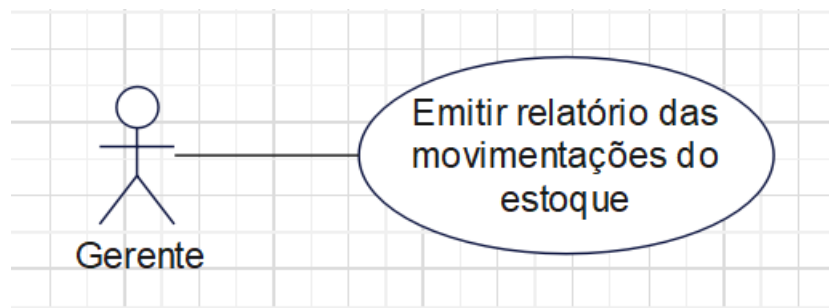 Emitir relatório das
movimentações do
estoque
Gerente